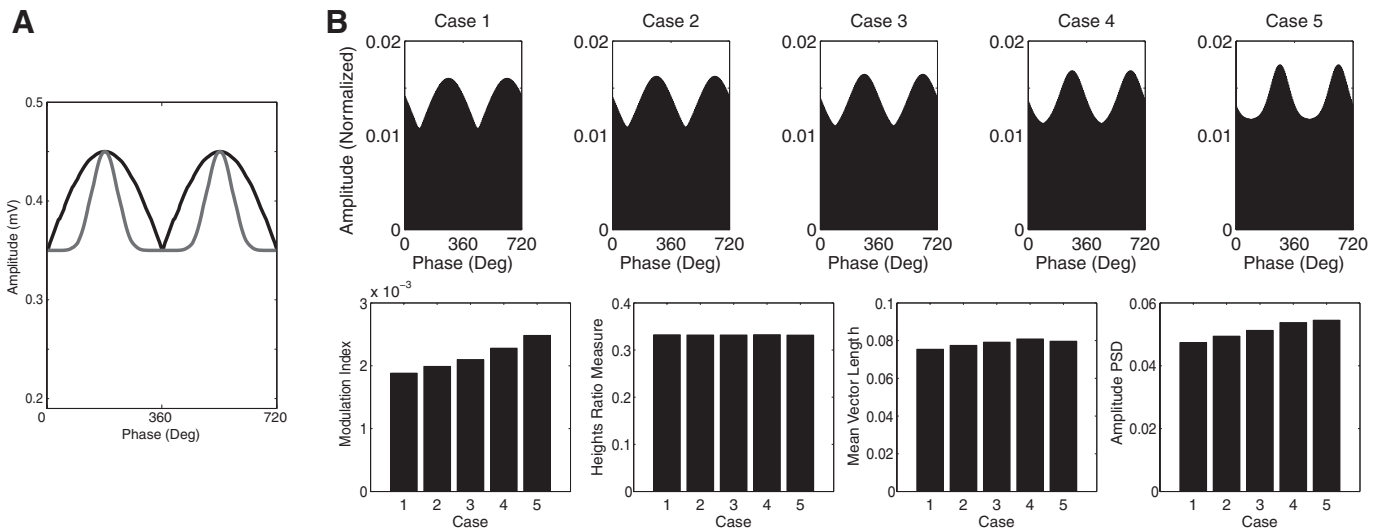 A
Amplitude (mV)
0.5
0.4
0.3
0.2
0 360 720
Phase (Deg)
B
Case 1 Case 2 Case 3 Case 4 Case 5
Amplitude (Normalized)
0.02 0.02 0.02 0.02 0.02
0.01 0.01 0.01 0.01 0.01
0 0 0 0 0
0 360 720 0 360 720 0 360 720 0 360 720 0 360 720
Phase (Deg) Phase (Deg) Phase (Deg) Phase (Deg) Phase (Deg)
Modulation Index
x 10⁻³
3
2
1
0
1 2 3 4 5
Case
Heights Ratio Measure
0.4
0.3
0.2
0.1
0
1 2 3 4 5
Case
Mean Vector Length
0.1
0.08
0.06
0.04
0.02
0
1 2 3 4 5
Case
Amplitude PSD
0.06
0.04
0.02
0
1 2 3 4 5
Case